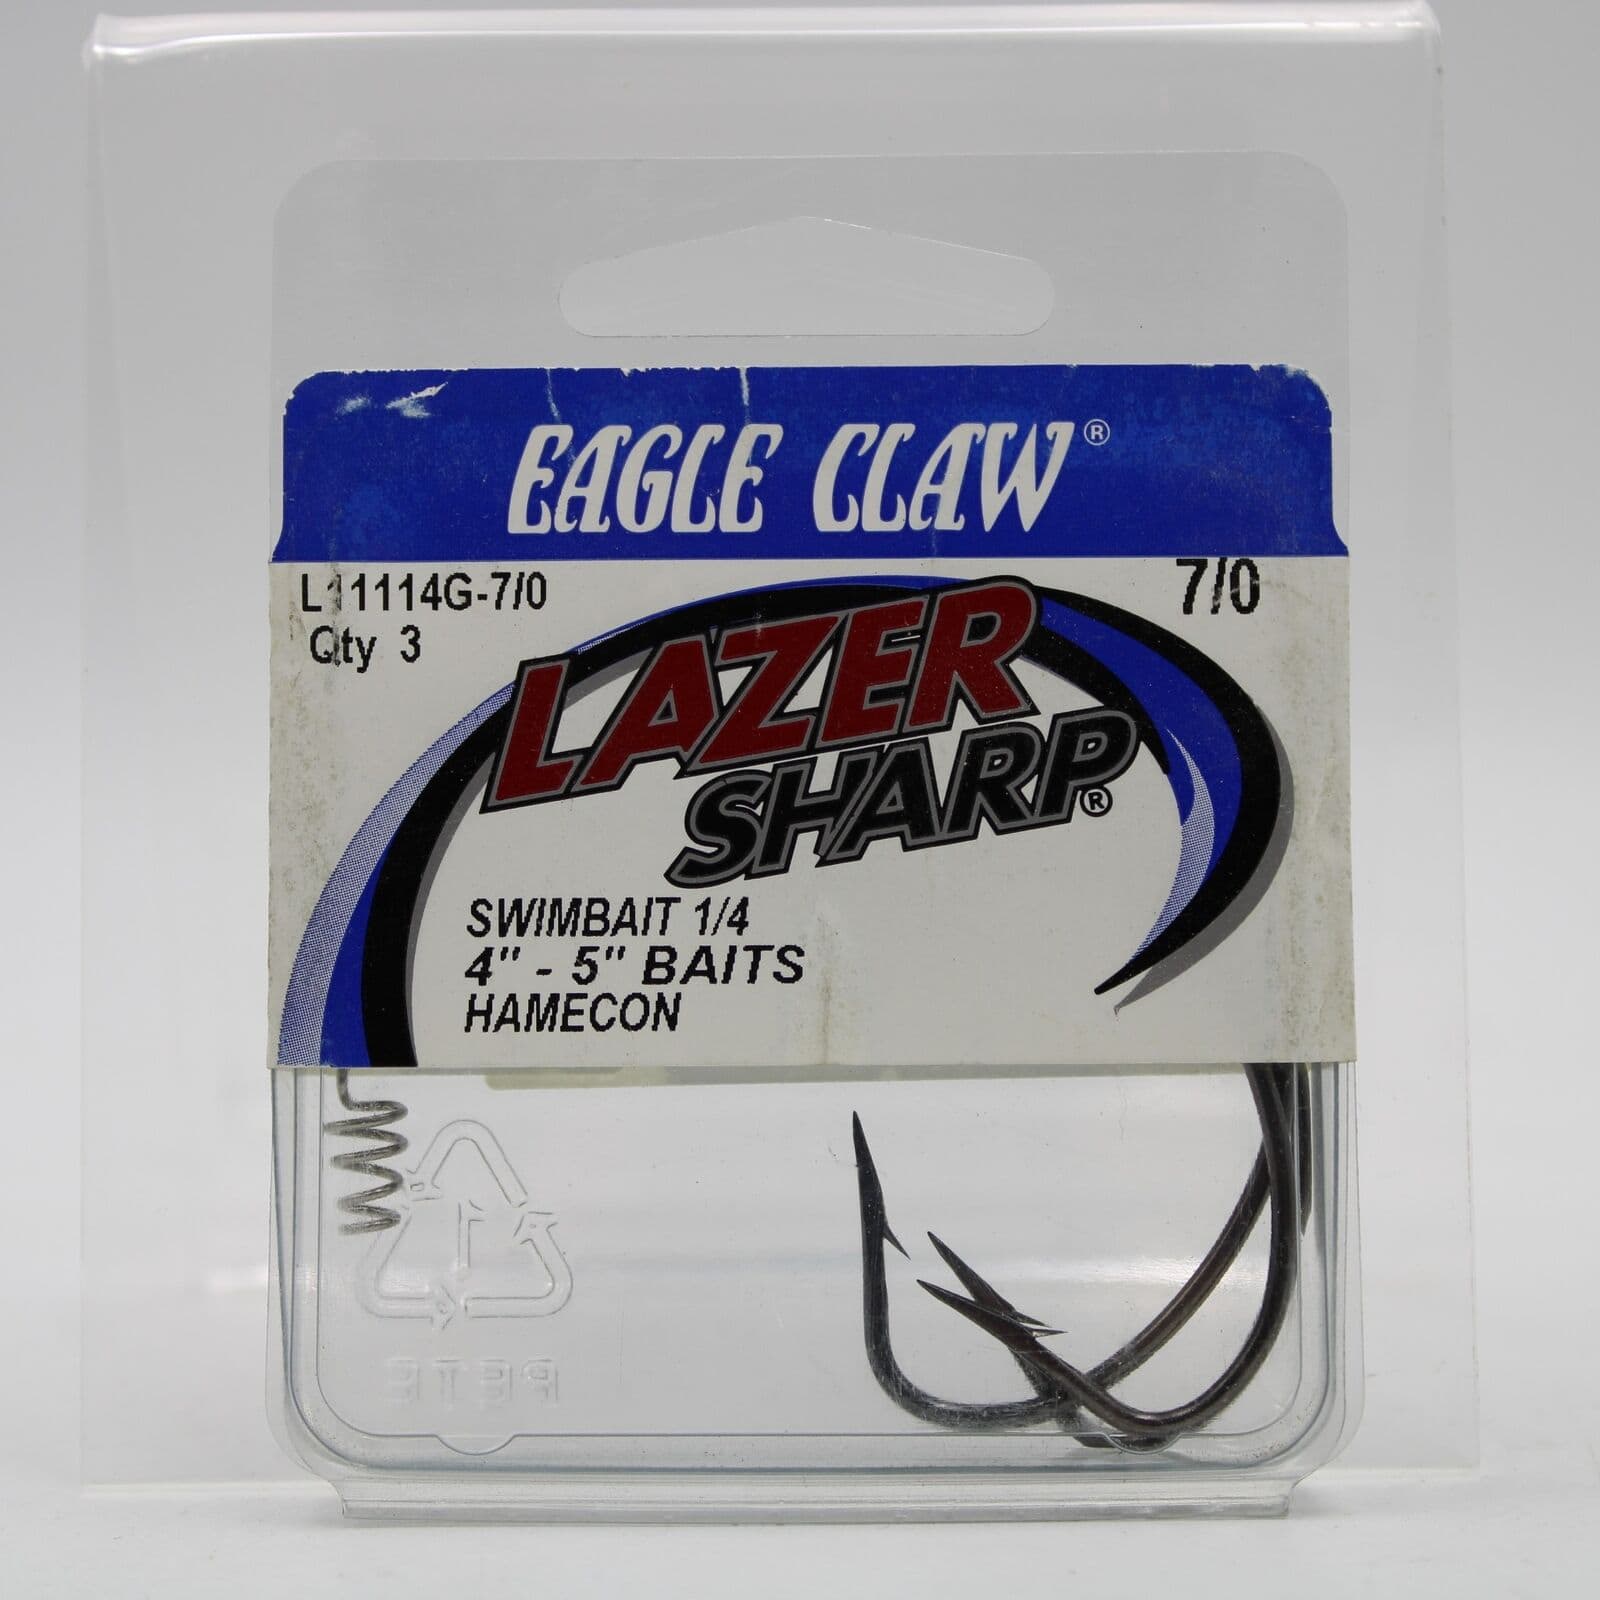 EAGLE CLAW®
L11114G-7/0
7/0
Qty 3
LAZER
SHARP®
SWIMBAIT 1/4
4" - 5" BAITS
HAMECON
1
PETE